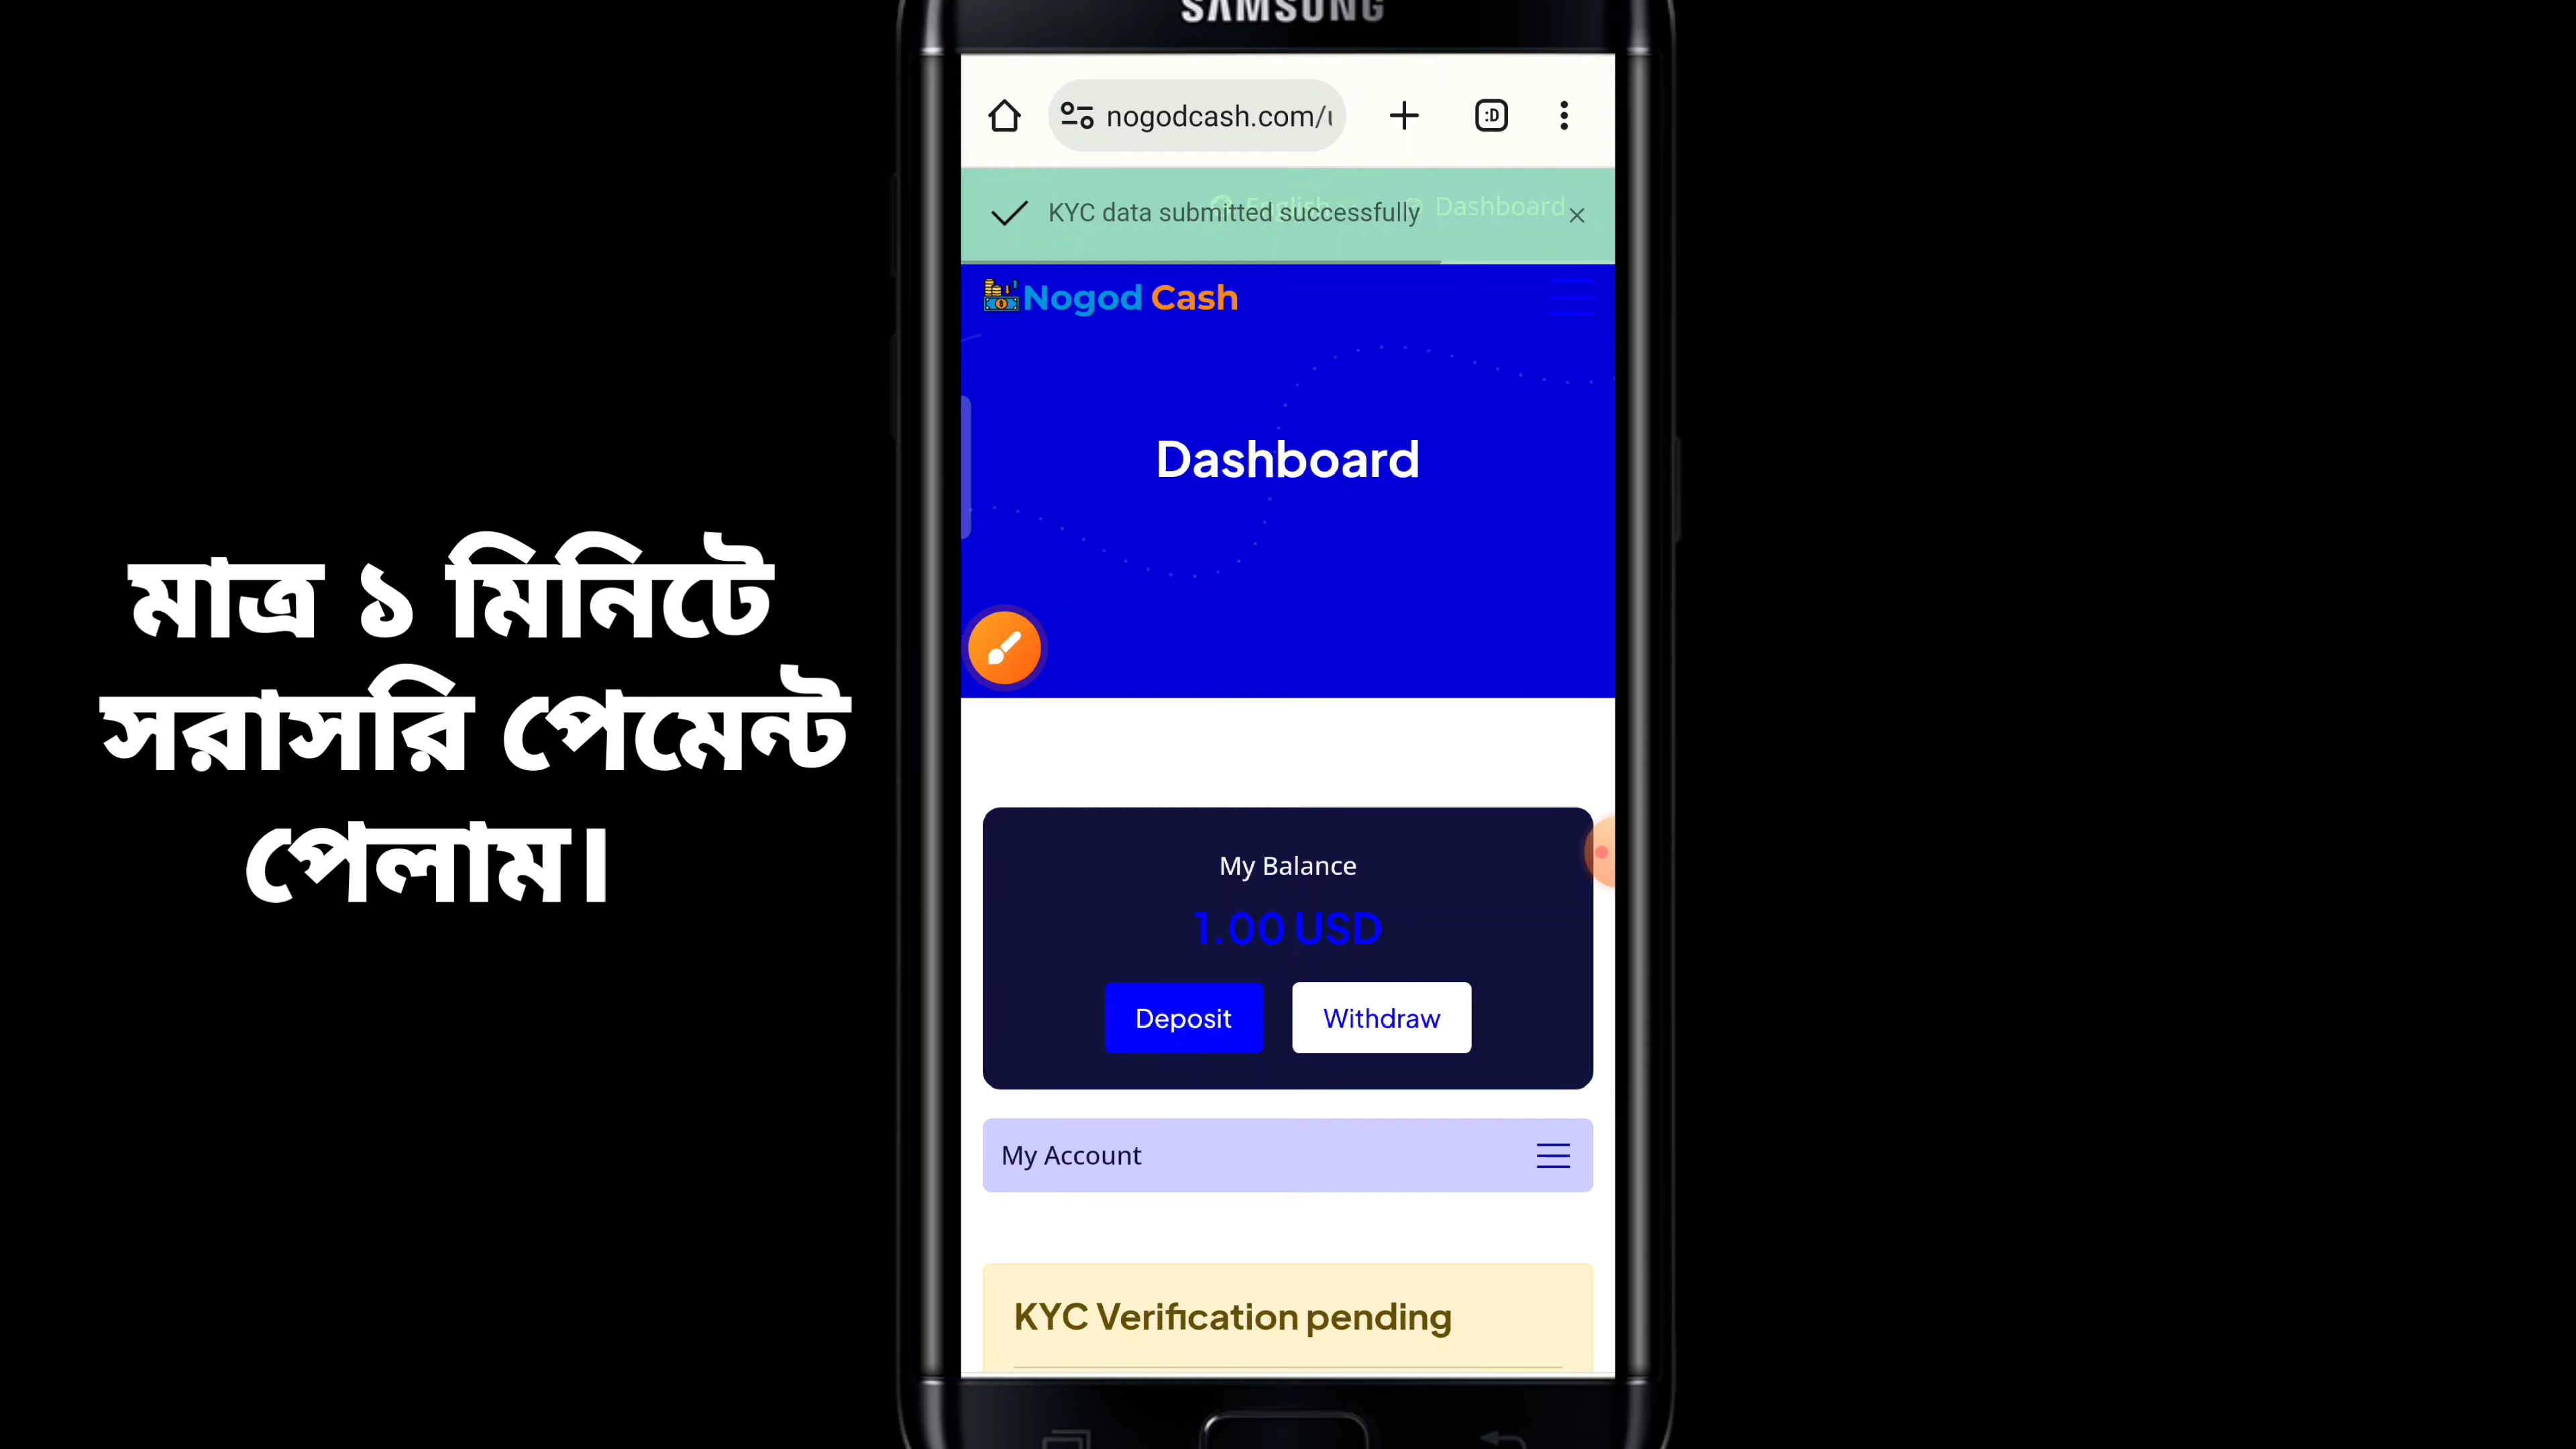 SAMSUNG
nogodcash.com/
:D
English
Dashboard
KYC data submitted successfully
Nogod Cash
Dashboard
মাত্র ১ মিনিটে
সরাসরি পেমেন্ট
পেলাম।
My Balance
1.00 USD
Deposit
Withdraw
My Account
KYC Verification pending